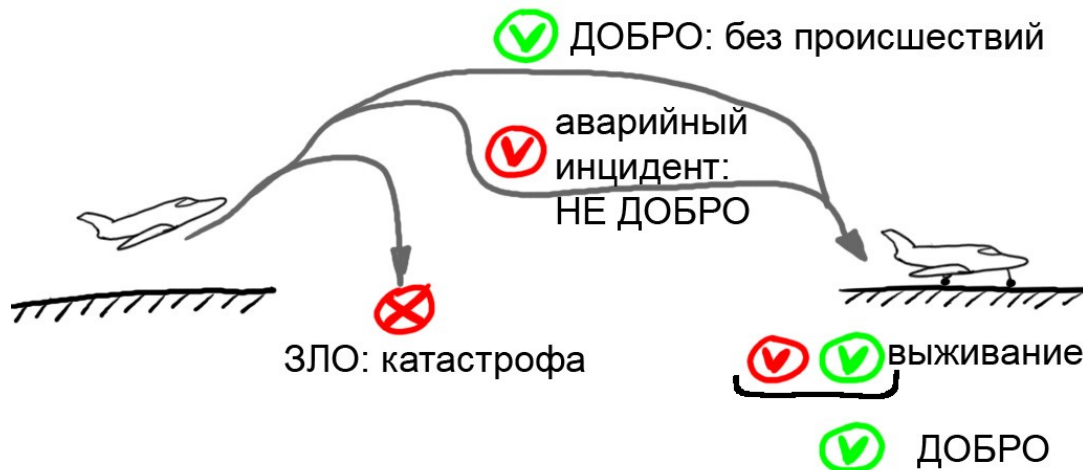 ДОБРО: без происшествий
аварийный
инцидент:
НЕ ДОБРО
ЗЛО: катастрофа
выживание
ДОБРО